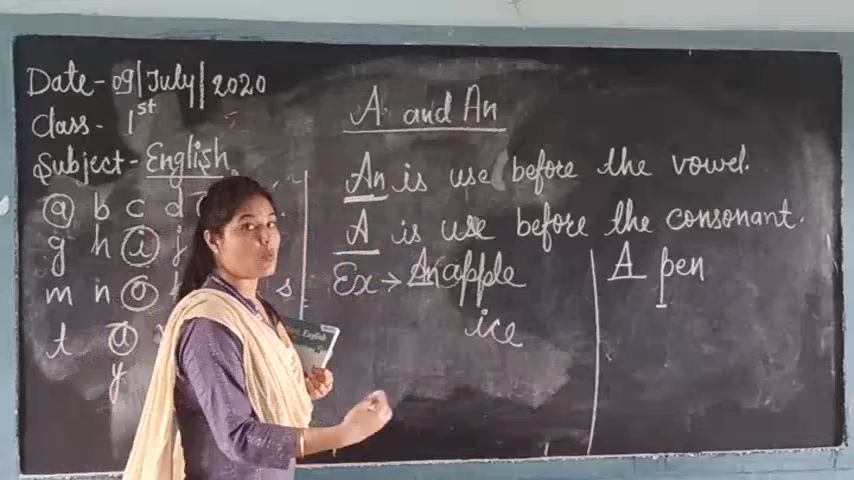 Date - 09|July|2020
Class - 1st
Subject - English
a b c d
g h i j
m n o s
t u
y
A and An
An is use before the vowel.
A is use before the consonant.
Ex → An apple
ice
A pen
English